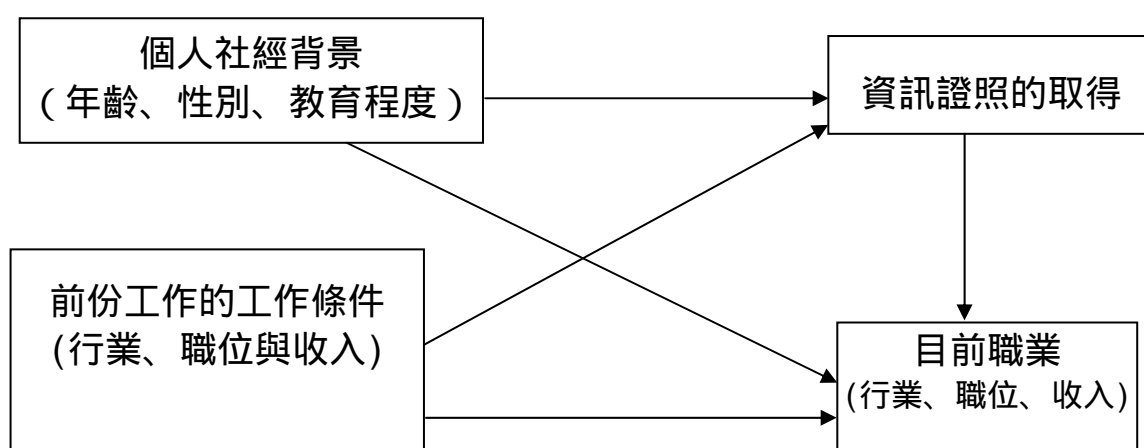 個人社經背景
（年齡、性別、教育程度）
資訊證照的取得
前份工作的工作條件
(行業、職位與收入)
目前職業
(行業、職位、收入)